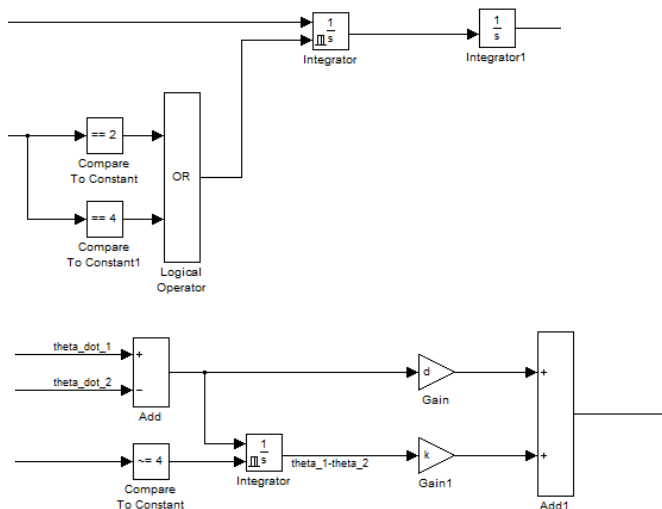 1
s
Integrator
1
s
Integrator1
== 2
Compare
To Constant
OR
== 4
Compare
To Constant1
Logical
Operator
theta_dot_1
+
theta_dot_2
−
Add
d
Gain
+
~= 4
Compare
To Constant
1
s
Integrator
theta_1-theta_2
k
Gain1
+
Add1